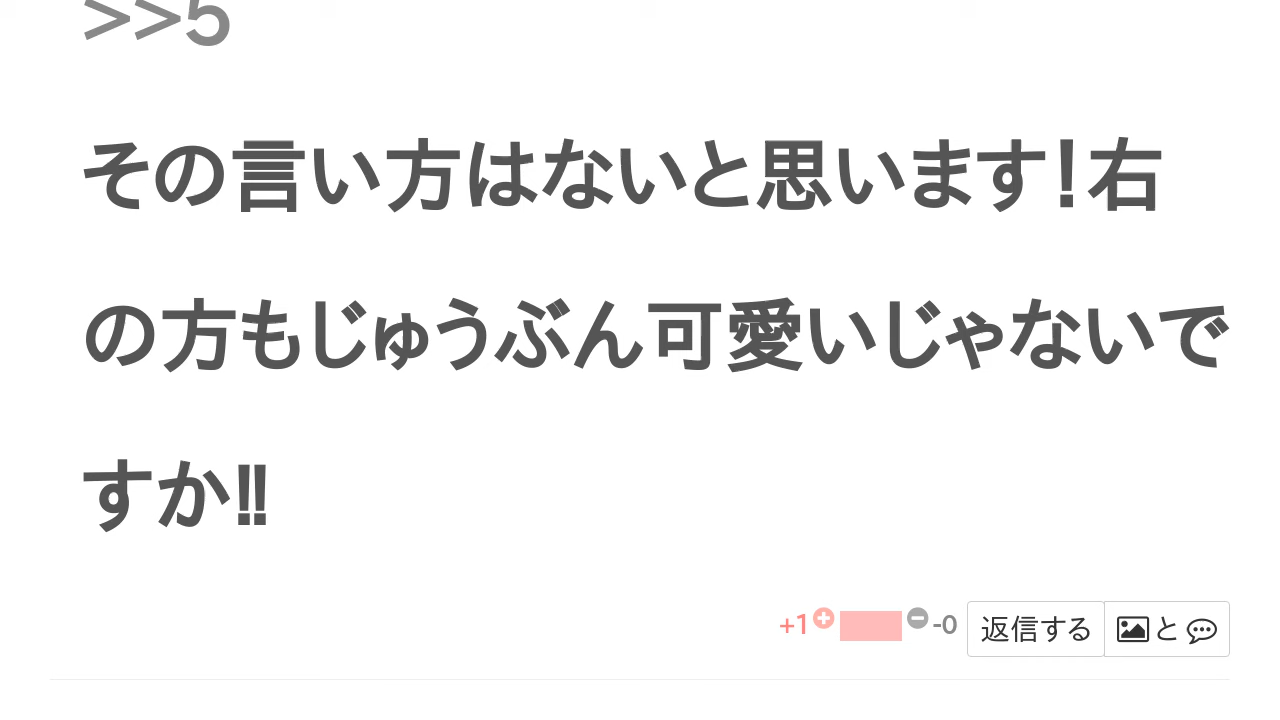 >>5
その言い方はないと思います！右
の方もじゅうぶん可愛いじゃないで
すか‼
+1 -0 返信する と